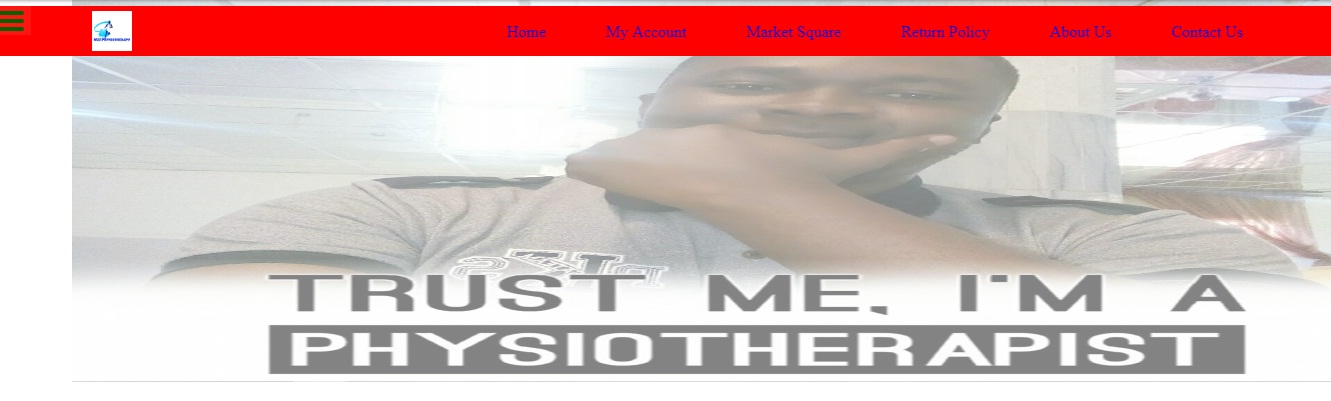 Home
My Account
Market Square
Return Policy
About Us
Contact Us
TRUST ME, I'M A
PHYSIOTHERAPIST